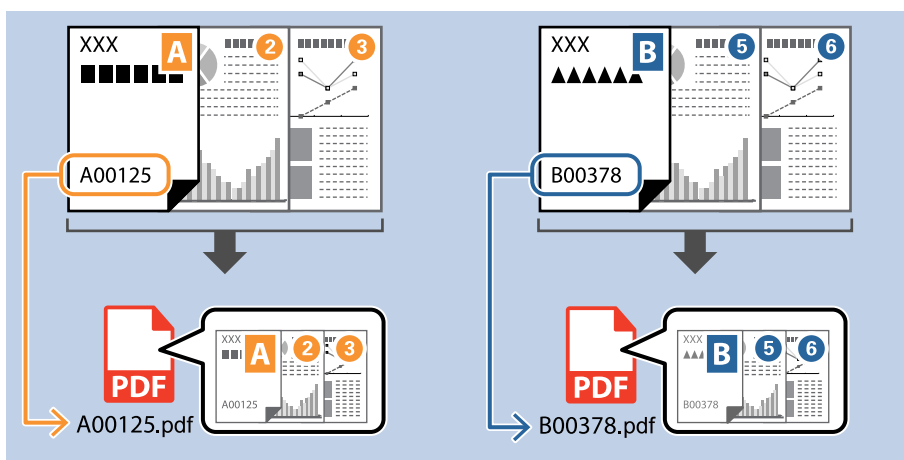 XXX
A
2
3
A00125
XXX
B
5
6
B00378
PDF
XXX
A
2
3
A00125
A00125.pdf
PDF
XXX
B
5
6
B00378
B00378.pdf